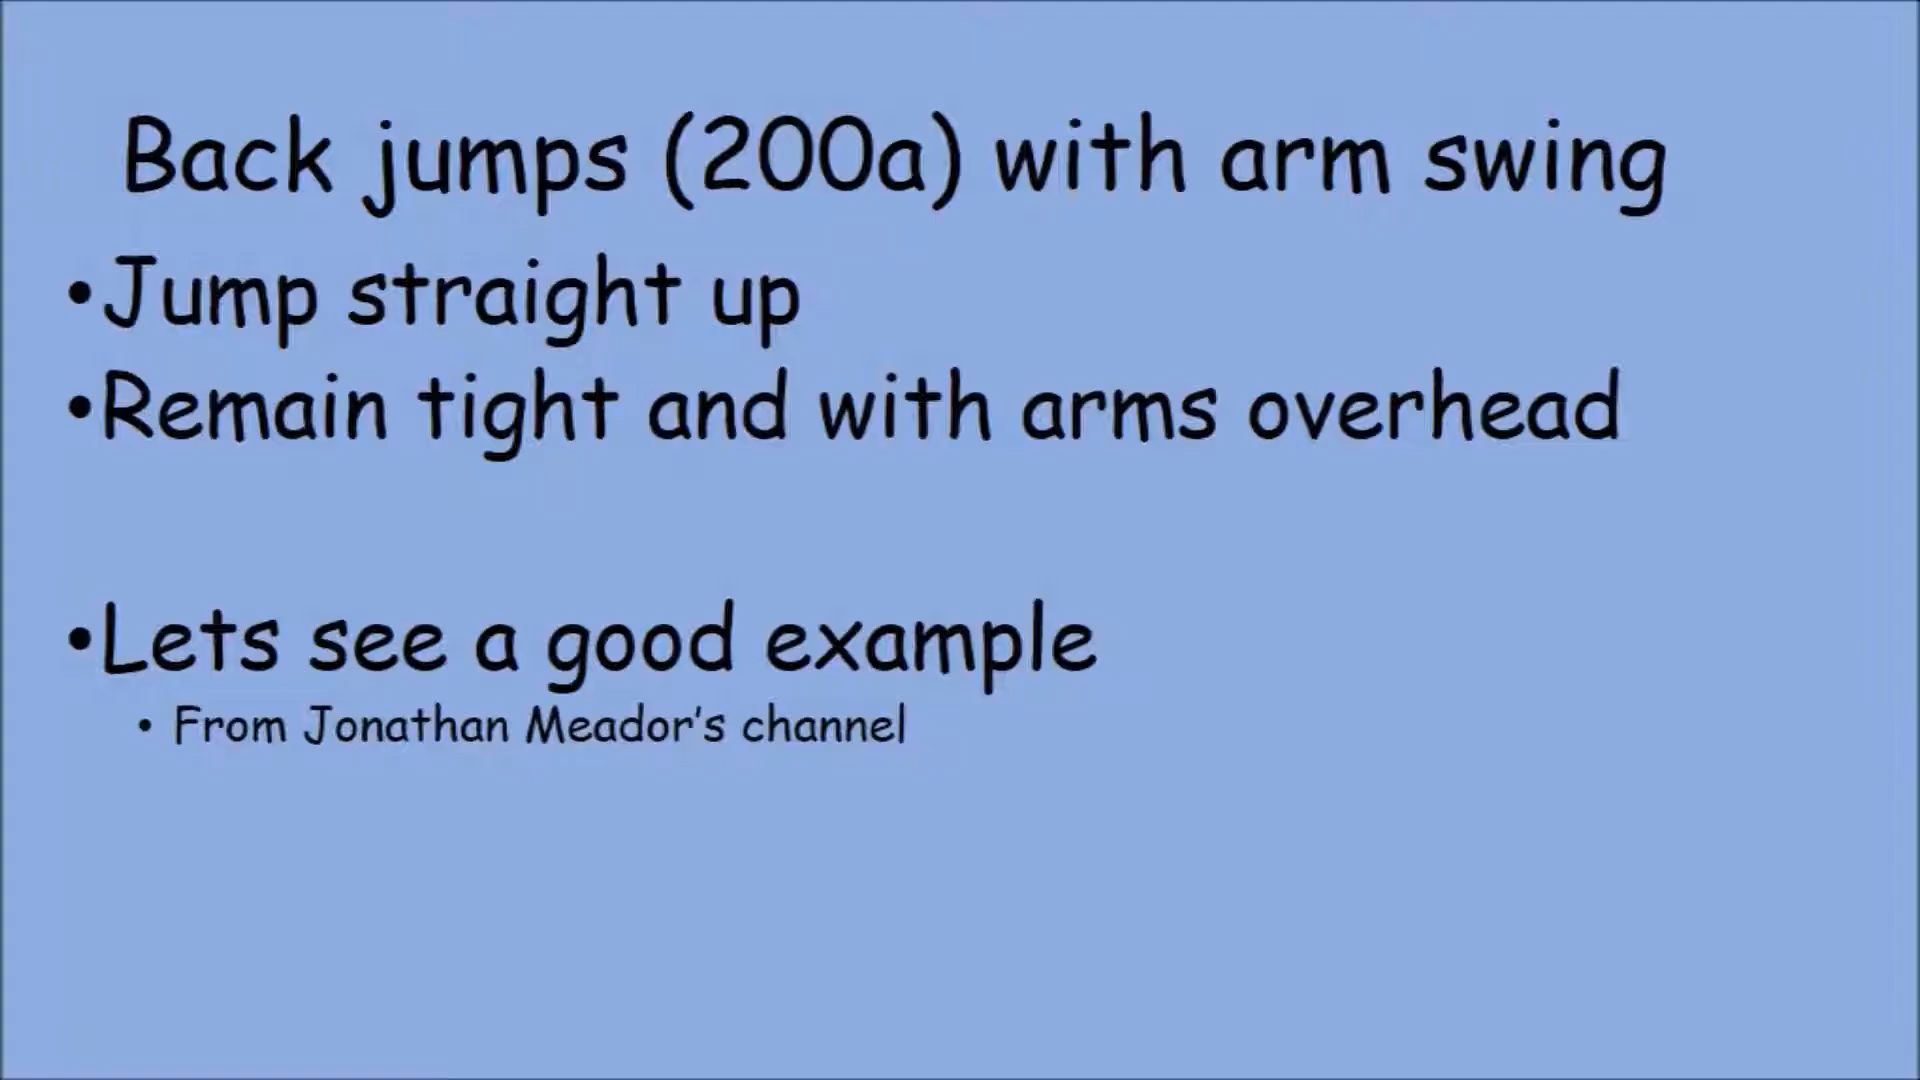 Back jumps (200a) with arm swing
•Jump straight up
•Remain tight and with arms overhead
•Lets see a good example
• From Jonathan Meador's channel